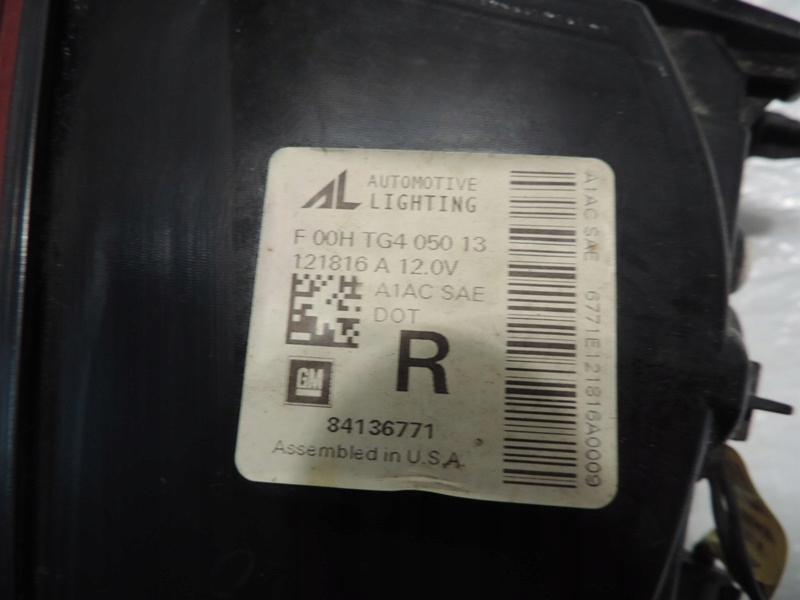 AL AUTOMOTIVE
LIGHTING
F 00H TG4 050 13
121816 A 12.0V
A1AC SAE
DOT
R
GM
84136771
Assembled in U.S.A
A1AC SAE 6771E121816A0009